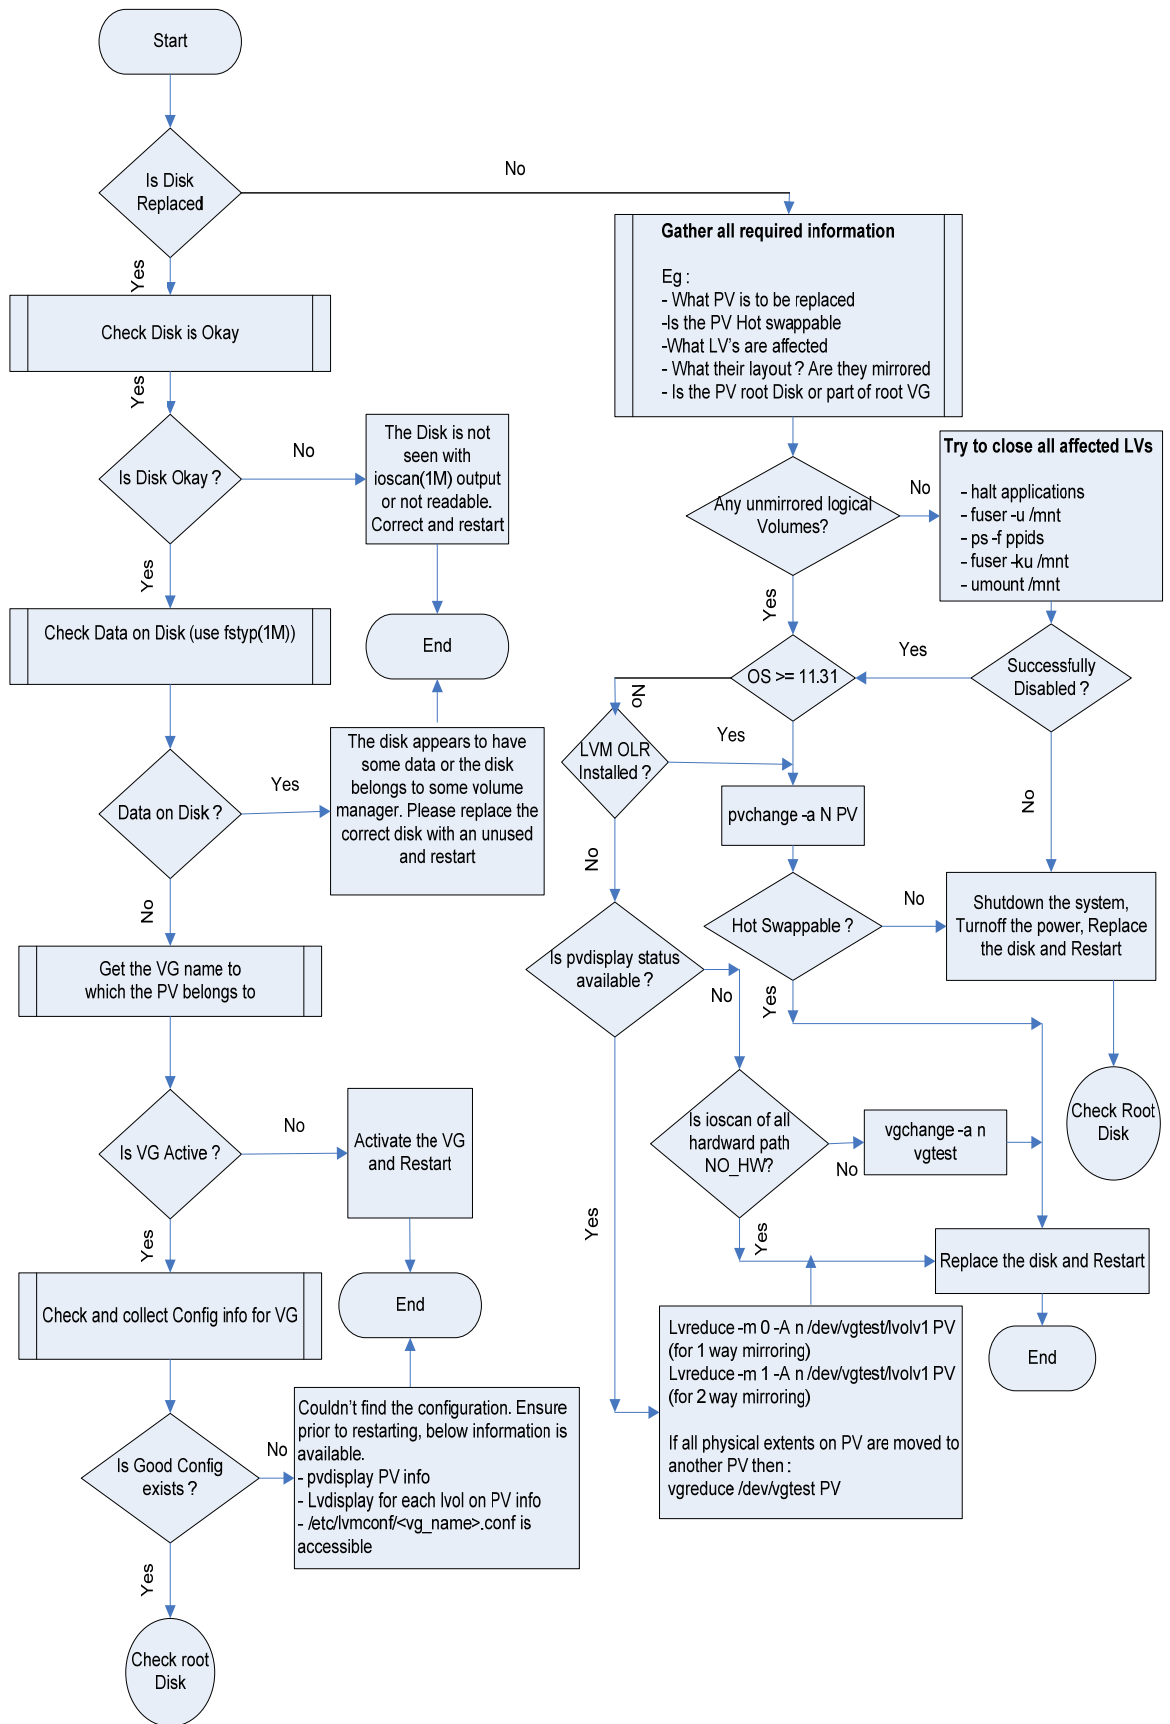 Start
Is Disk
Replaced
No
Yes
Gather all required information
Eg :
- What PV is to be replaced
-Is the PV Hot swappable
-What LV's are affected
- What their layout ? Are they mirrored
- Is the PV root Disk or part of root VG
Check Disk is Okay
Yes
Is Disk Okay ?
No
The Disk is not
seen with
ioscan(1M) output
or not readable.
Correct and restart
End
Yes
Check Data on Disk (use fstyp(1M))
Data on Disk ?
Yes
The disk appears to have
some data or the disk
belongs to some volume
manager. Please replace the
correct disk with an unused
and restart
No
Get the VG name to
which the PV belongs to
Is VG Active ?
No
Activate the VG
and Restart
End
Yes
Check and collect Config info for VG
Is Good Config
exists ?
No
Couldn't find the configuration. Ensure
prior to restarting, below information is
available.
- pvdisplay PV info
- Lvdisplay for each lvol on PV info
- /etc/lvmconf/<vg_name>.conf is
accessible
Yes
Check root
Disk
Any unmirrored logical
Volumes?
No
Try to close all affected LVs
- halt applications
- fuser -u /mnt
- ps -f ppids
- fuser -ku /mnt
- umount /mnt
Yes
OS >= 11.31
Yes
Successfully
Disabled ?
No
No
LVM OLR
Installed ?
Yes
pvchange -a N PV
No
Hot Swappable ?
No
Shutdown the system,
Turnoff the power, Replace
the disk and Restart
Yes
Check Root
Disk
Is pvdisplay status
available ?
No
Is ioscan of all
hardward path
NO_HW?
No
vgchange -a n
vgtest
Yes
Yes
Replace the disk and Restart
End
Lvreduce -m 0 -A n /dev/vgtest/lvolv1 PV
(for 1 way mirroring)
Lvreduce -m 1 -A n /dev/vgtest/lvolv1 PV
(for 2 way mirroring)
If all physical extents on PV are moved to
another PV then :
vgreduce /dev/vgtest PV